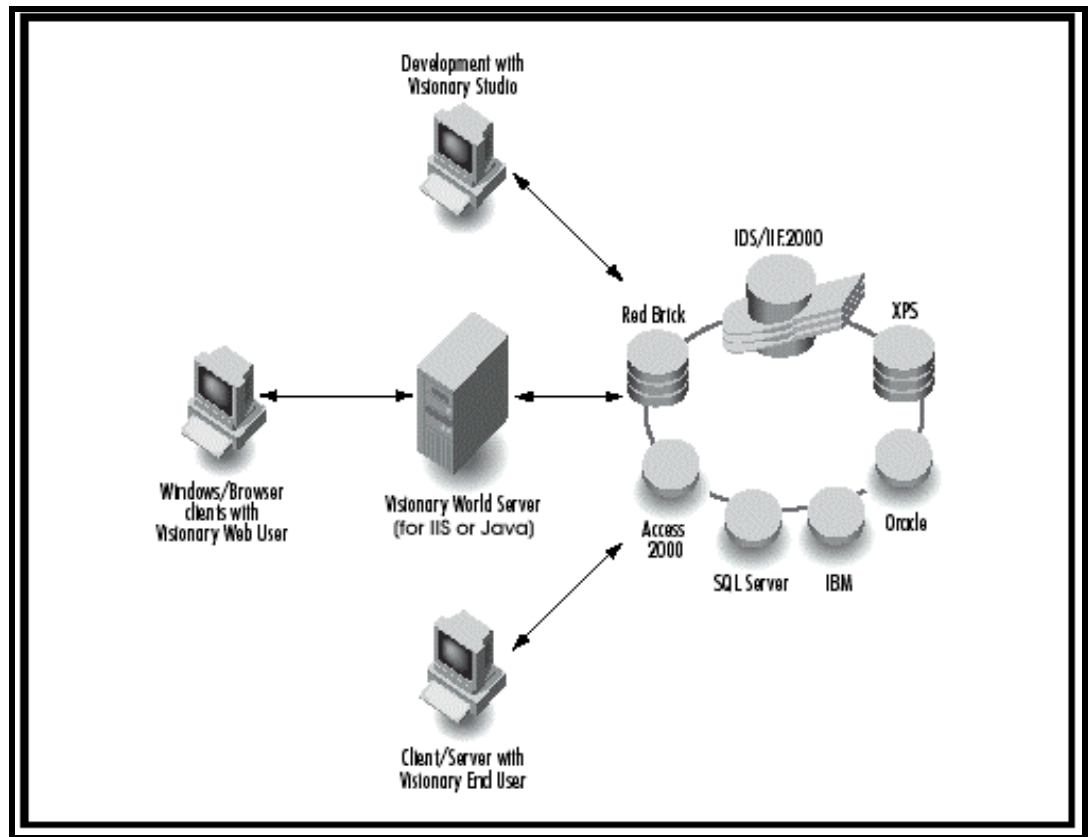 Development with
Visionary Studio
IDS/IIF.2000
Red Brick
XPS
Windows/Browser
clients with
Visionary Web User
Visionary World Server
(for IIS or Java)
Access
2000
SQL Server
IBM
Oracle
Client/Server with
Visionary End User